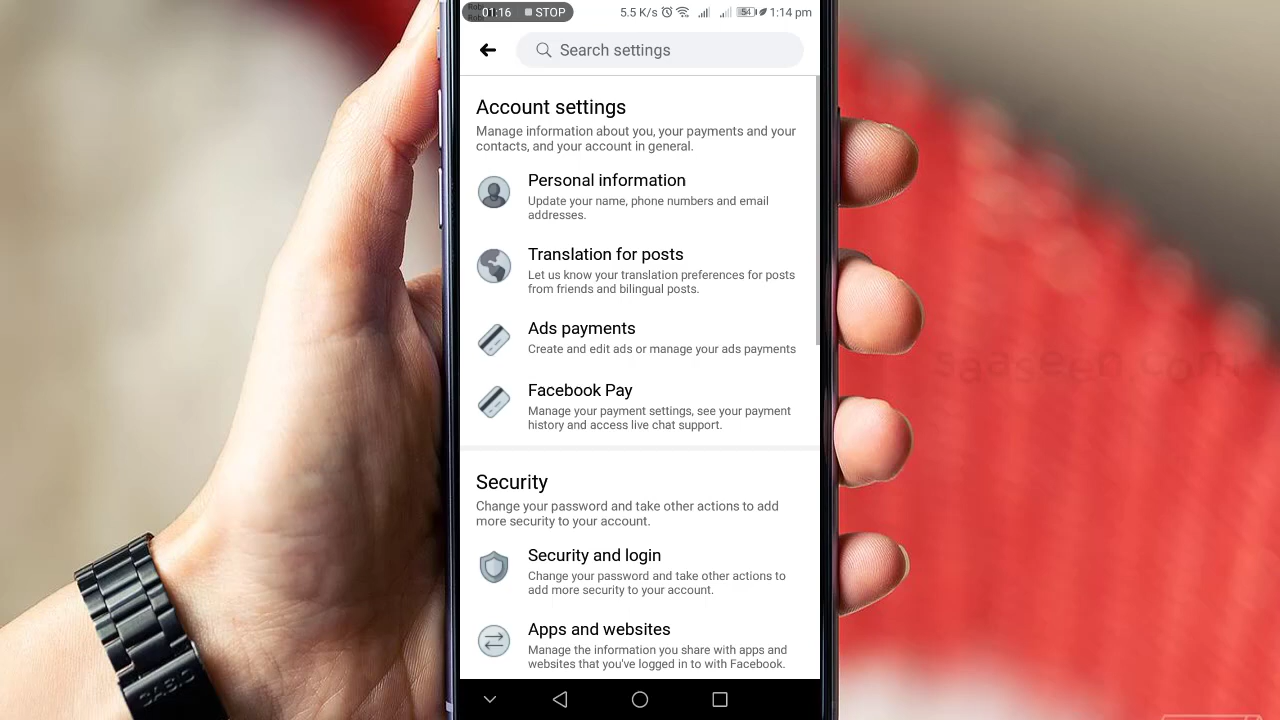 01:16 STOP 5.5 K/s 54 1:14 pm
Search settings
Account settings
Manage information about you, your payments and your
contacts, and your account in general.
Personal information
Update your name, phone numbers and email
addresses.
Translation for posts
Let us know your translation preferences for posts
from friends and bilingual posts.
Ads payments
Create and edit ads or manage your ads payments
Facebook Pay
Manage your payment settings, see your payment
history and access live chat support.
Security
Change your password and take other actions to add
more security to your account.
Security and login
Change your password and take other actions to
add more security to your account.
Apps and websites
Manage the information you share with apps and
websites that you've logged in to with Facebook.
saaseen.com
CASIO